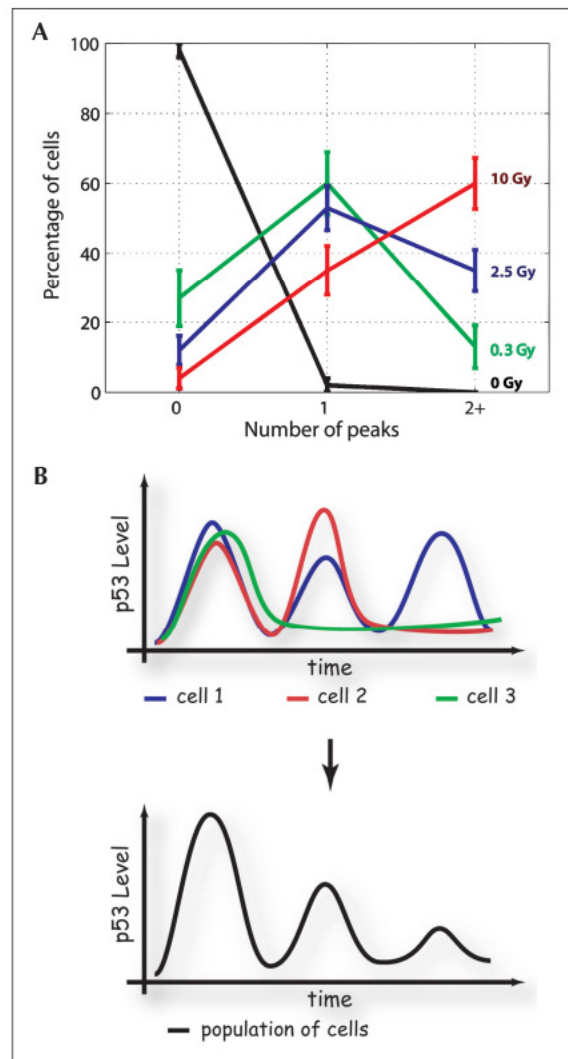 A
100
80
60
40
20
0
Percentage of cells
10 Gy
2.5 Gy
0.3 Gy
0 Gy
0 1 2+
Number of peaks
B
p53 Level
time
cell 1 cell 2 cell 3
p53 Level
time
population of cells